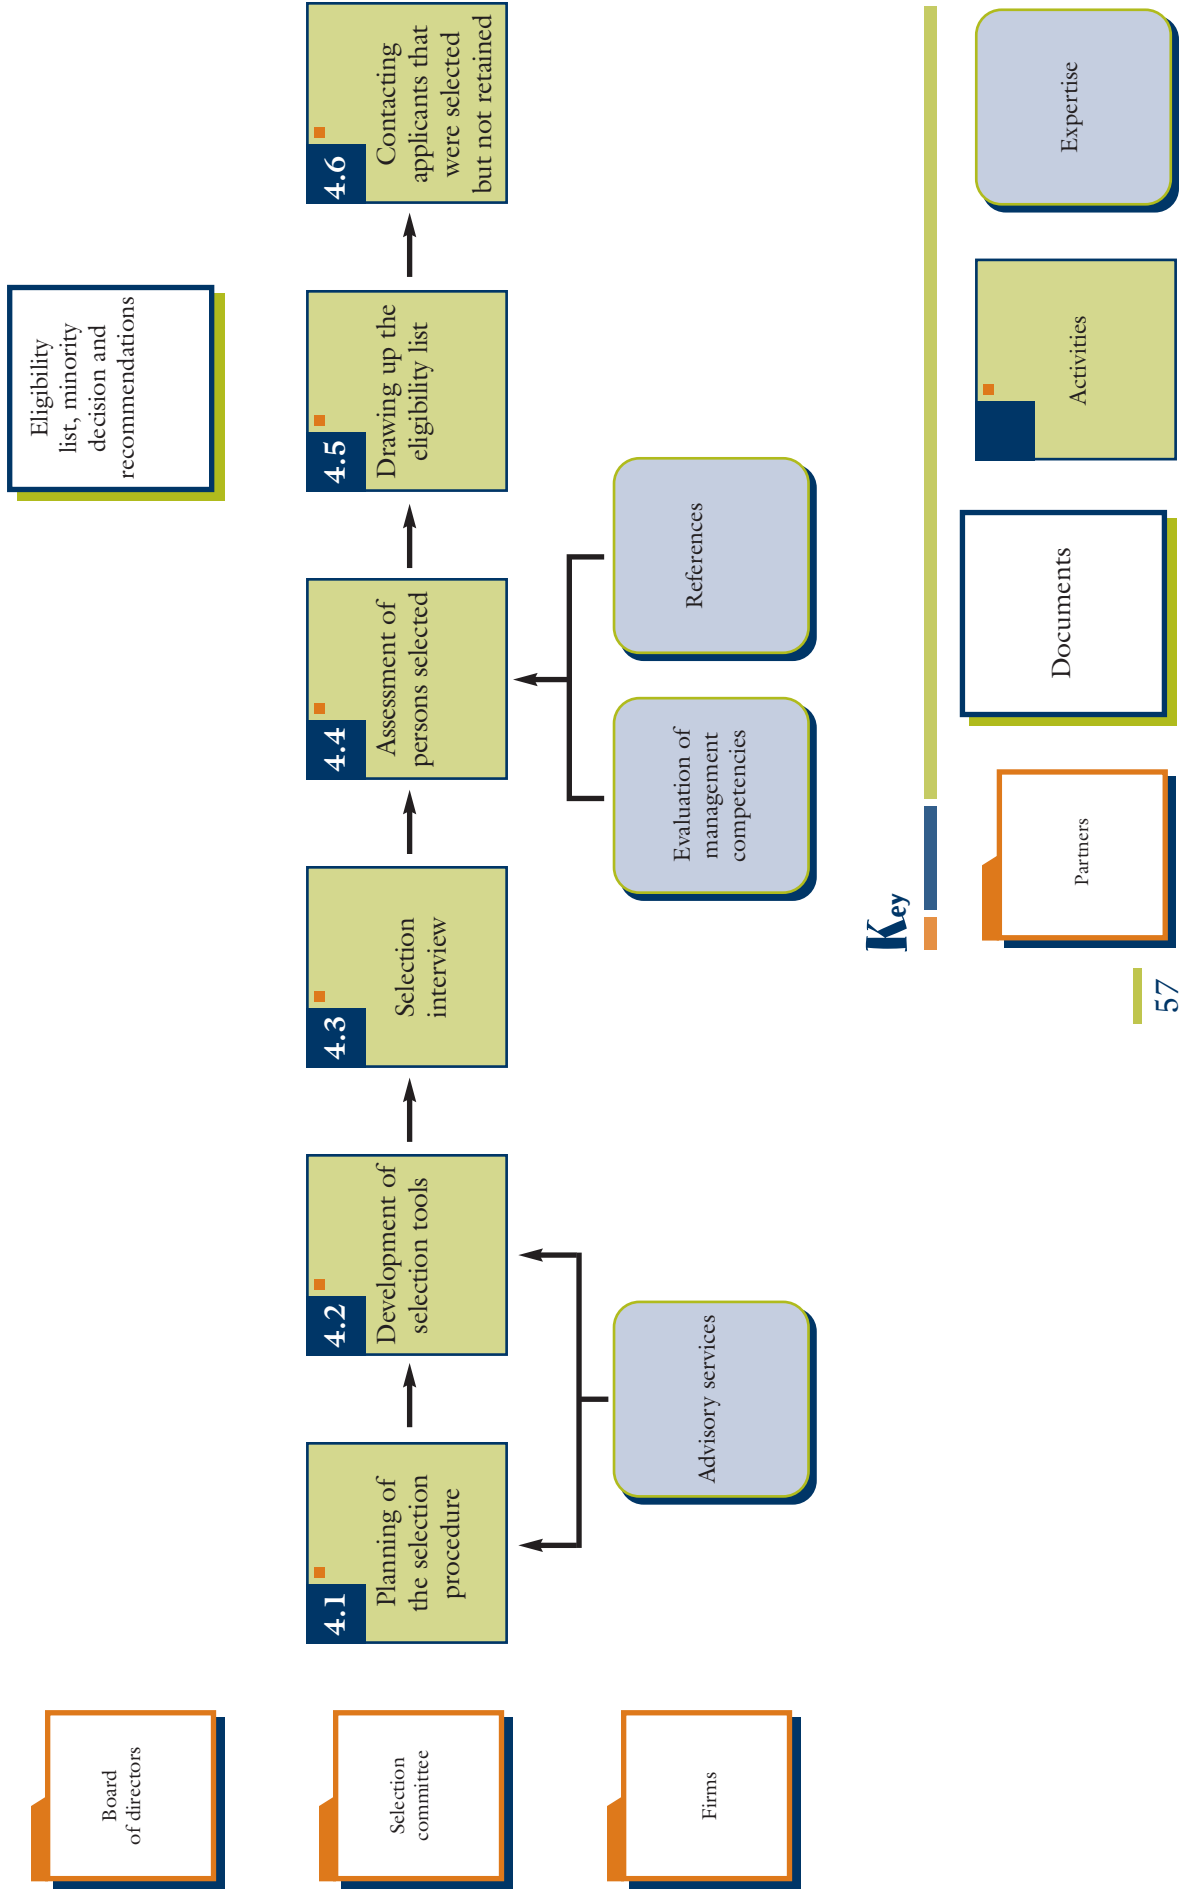 Board
of directors
Eligibility
list, minority
decision and
recommendations
Selection
committee
4.1
Planning of
the selection
procedure
4.2
Development of
selection tools
4.3
Selection
interview
4.4
Assessment of
persons selected
4.5
Drawing up the
eligibility list
4.6
Contacting
applicants that
were selected
but not retained
Firms
Advisory services
Evaluation of
management
competencies
References
Key
Partners
Documents
Activities
Expertise
57